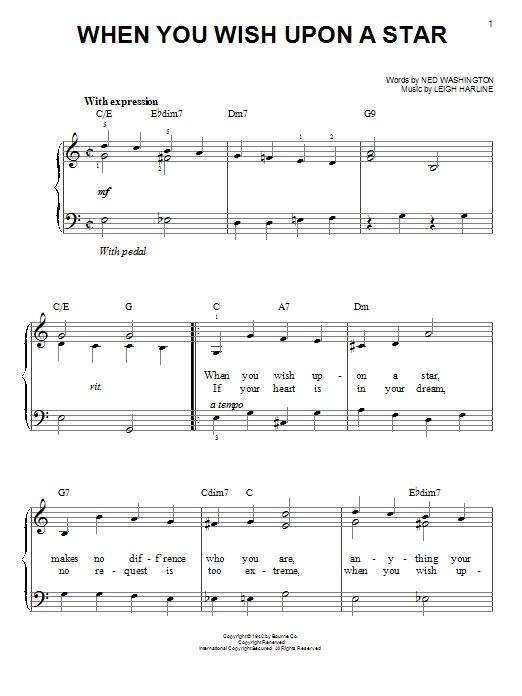 1
WHEN YOU WISH UPON A STAR
Words by NED WASHINGTON
Music by LEIGH HARLINE
With expression
C/E E♭dim7 Dm7 G9
5 5 1 2
1 2
mf
With pedal
C/E G C A7 Dm
1
rit.
When you wish up- on a star,
If your heart is in your dream,
a tempo
3
G7 Cdim7 C E♭dim7
makes no dif - f'rence who you are, an - y - thing your
no re - quest is too ex - treme, when you wish up -
Copyright © 1940 by Bourne Co.
Copyright Renewed
International Copyright Secured All Rights Reserved